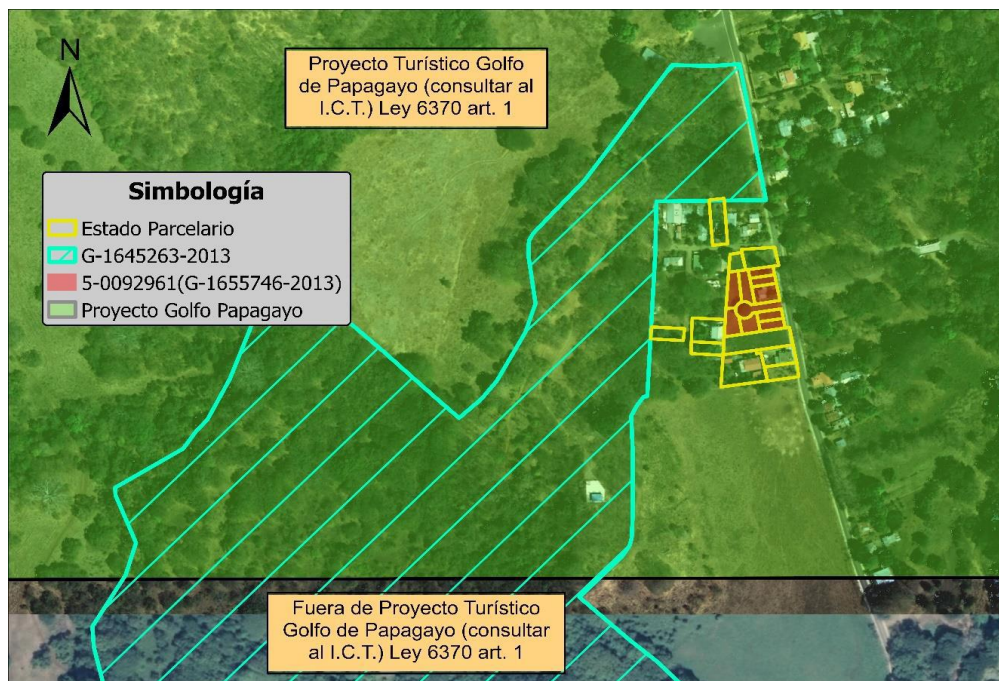 N
Proyecto Turístico Golfo
de Papagayo (consultar al
I.C.T.) Ley 6370 art. 1
Simbología
Estado Parcelario
G-1645263-2013
5-0092961(G-1655746-2013)
Proyecto Golfo Papagayo
Fuera de Proyecto Turístico
Golfo de Papagayo (consultar
al I.C.T.) Ley 6370 art. 1